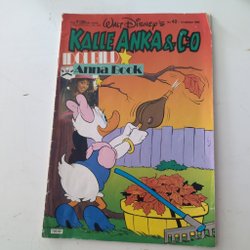 WALT DISNEY'S
KALLE ANKA & C:O
IDOLBILD
Anna Book